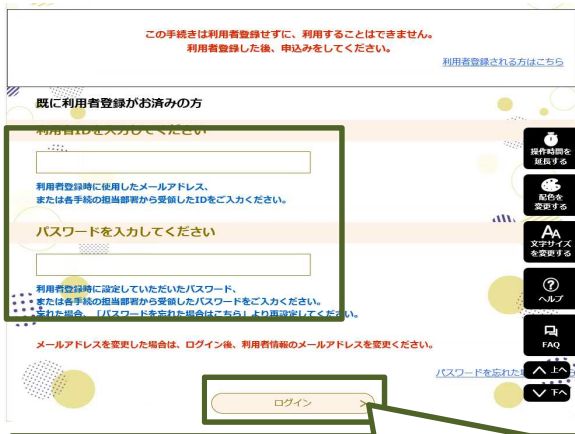 この手続きは利用者登録せずに、利用することはできません。
利用者登録した後、申込みをしてください。
利用者登録される方はこちら
既に利用者登録がお済みの方
利用者IDを入力してください
利用者登録時に使用したメールアドレス、
または各手続の担当部署から受領したIDをご入力ください。
パスワードを入力してください
利用者登録時に設定していただいたパスワード、
または各手続の担当部署から受領したパスワードをご入力ください。
忘れた場合、「パスワードを忘れた場合はこちら」より再設定してください。
メールアドレスを変更した場合は、ログイン後、利用者情報のメールアドレスを変更ください。
パスワードを忘れた
ログイン >
操作時間を
延長する
配色を
変更する
AA
文字サイズ
を変更する
?
ヘルプ
FAQ
上へ
下へ